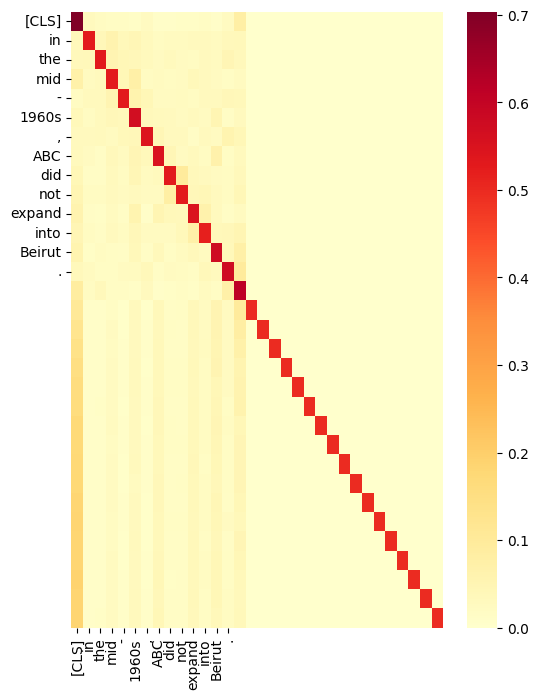 [CLS]
in
the
mid
-
1960s
,
ABC
did
not
expand
into
Beirut
.
0.7
0.6
0.5
0.4
0.3
0.2
0.1
0.0
[CLS]
in
the
mid
-
1960s
,
ABC
did
not
expand
into
Beirut
.